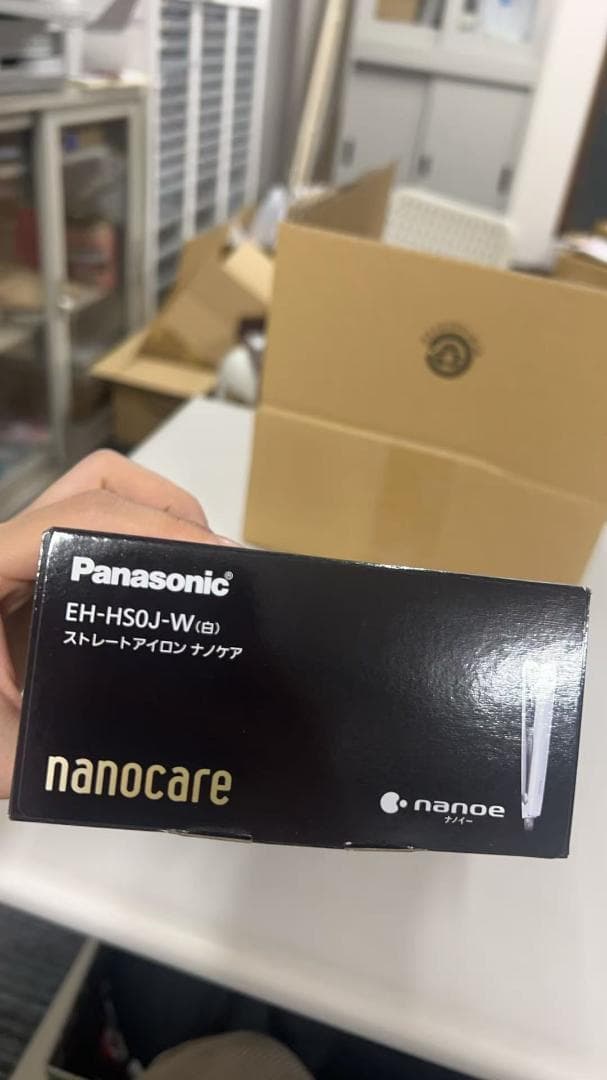 Panasonic®
EH-HS0J-W(白)
ストレートアイロン ナノケア
nanocare
nanoe
ナノイー